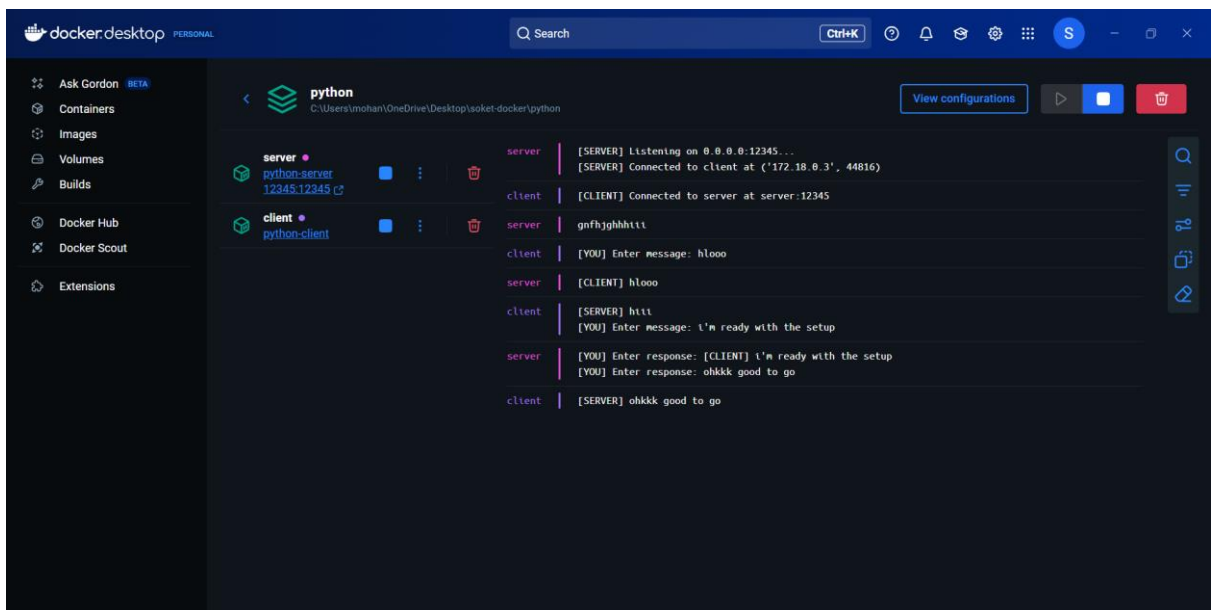 docker.desktop PERSONAL
Search
Ctrl+K
S
Ask Gordon BETA
Containers
Images
Volumes
Builds
Docker Hub
Docker Scout
Extensions
python
C:\Users\mohan\OneDrive\Desktop\soket-docker\python
View configurations
server
python-server
12345:12345
client
python-client
server [SERVER] Listening on 0.0.0.0:12345...
[SERVER] Connected to client at ('172.18.0.3', 44816)
client [CLIENT] Connected to server at server:12345
server gnfhjghhhiii
client [YOU] Enter message: hlooo
server [CLIENT] hlooo
client [SERVER] hiii
[YOU] Enter message: i'm ready with the setup
server [YOU] Enter response: [CLIENT] i'm ready with the setup
[YOU] Enter response: ohkkk good to go
client [SERVER] ohkkk good to go